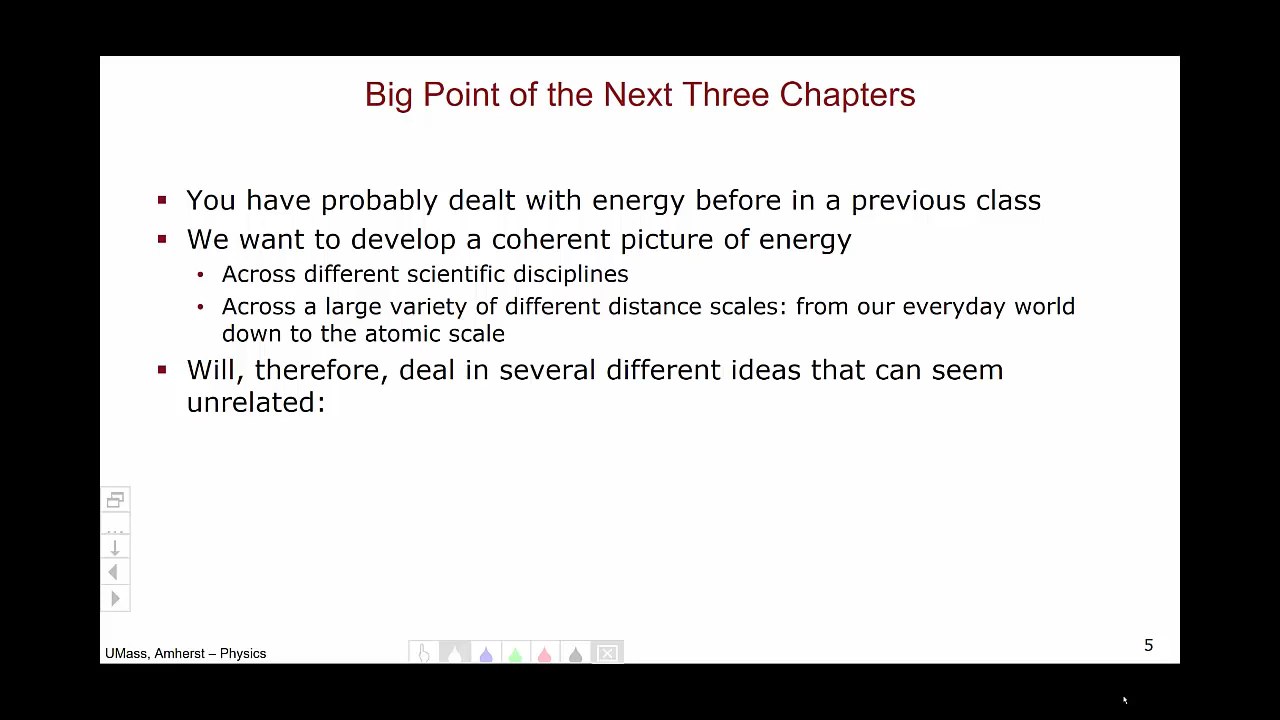 Big Point of the Next Three Chapters
▪ You have probably dealt with energy before in a previous class
▪ We want to develop a coherent picture of energy
• Across different scientific disciplines
• Across a large variety of different distance scales: from our everyday world
down to the atomic scale
▪ Will, therefore, deal in several different ideas that can seem
unrelated:
UMass, Amherst – Physics
5